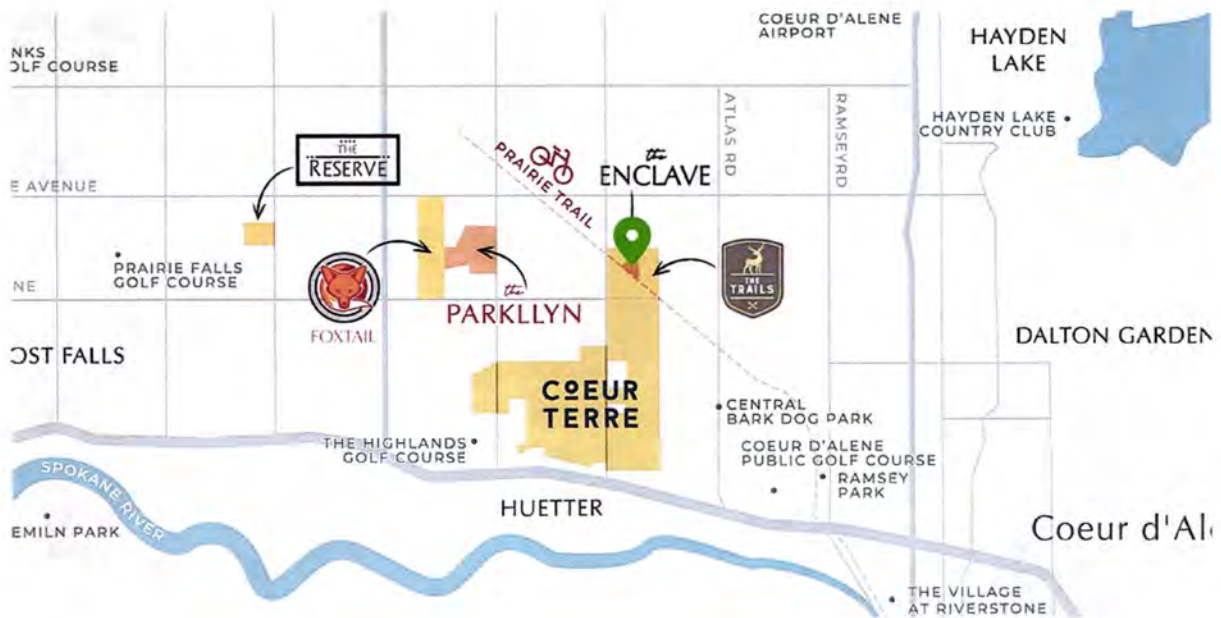 COEUR D'ALENE
AIRPORT
HAYDEN
LAKE
NKS
OLF COURSE
ATLAS RD
RAMSEYRD
HAYDEN LAKE
COUNTRY CLUB
THE
RESERVE
PRAIRIE TRAIL
the
ENCLAVE
E AVENUE
PRAIRIE FALLS
GOLF COURSE
THE
TRAILS
NE
the
PARKLLYN
FOXTAIL
OST FALLS
DALTON GARDEN
COEUR
TERRE
CENTRAL
BARK DOG PARK
THE HIGHLANDS
GOLF COURSE
COEUR D'ALENE
PUBLIC GOLF COURSE
RAMSEY
PARK
SPOKANE RIVER
HUETTER
EMILN PARK
Coeur d'Al
THE VILLAGE
AT RIVERSTONE